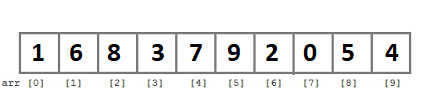 1 6 8 3 7 9 2 0 5 4
arr [0] [1] [2] [3] [4] [5] [6] [7] [8] [9]